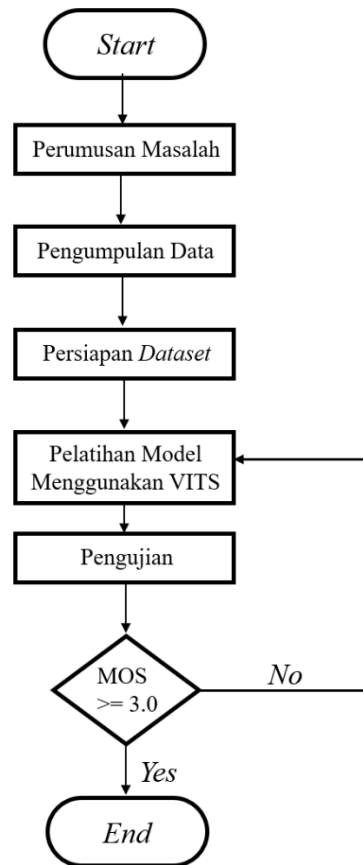 Start
Perumusan Masalah
Pengumpulan Data
Persiapan Dataset
Pelatihan Model
Menggunakan VITS
Pengujian
MOS
>= 3.0
No
Yes
End